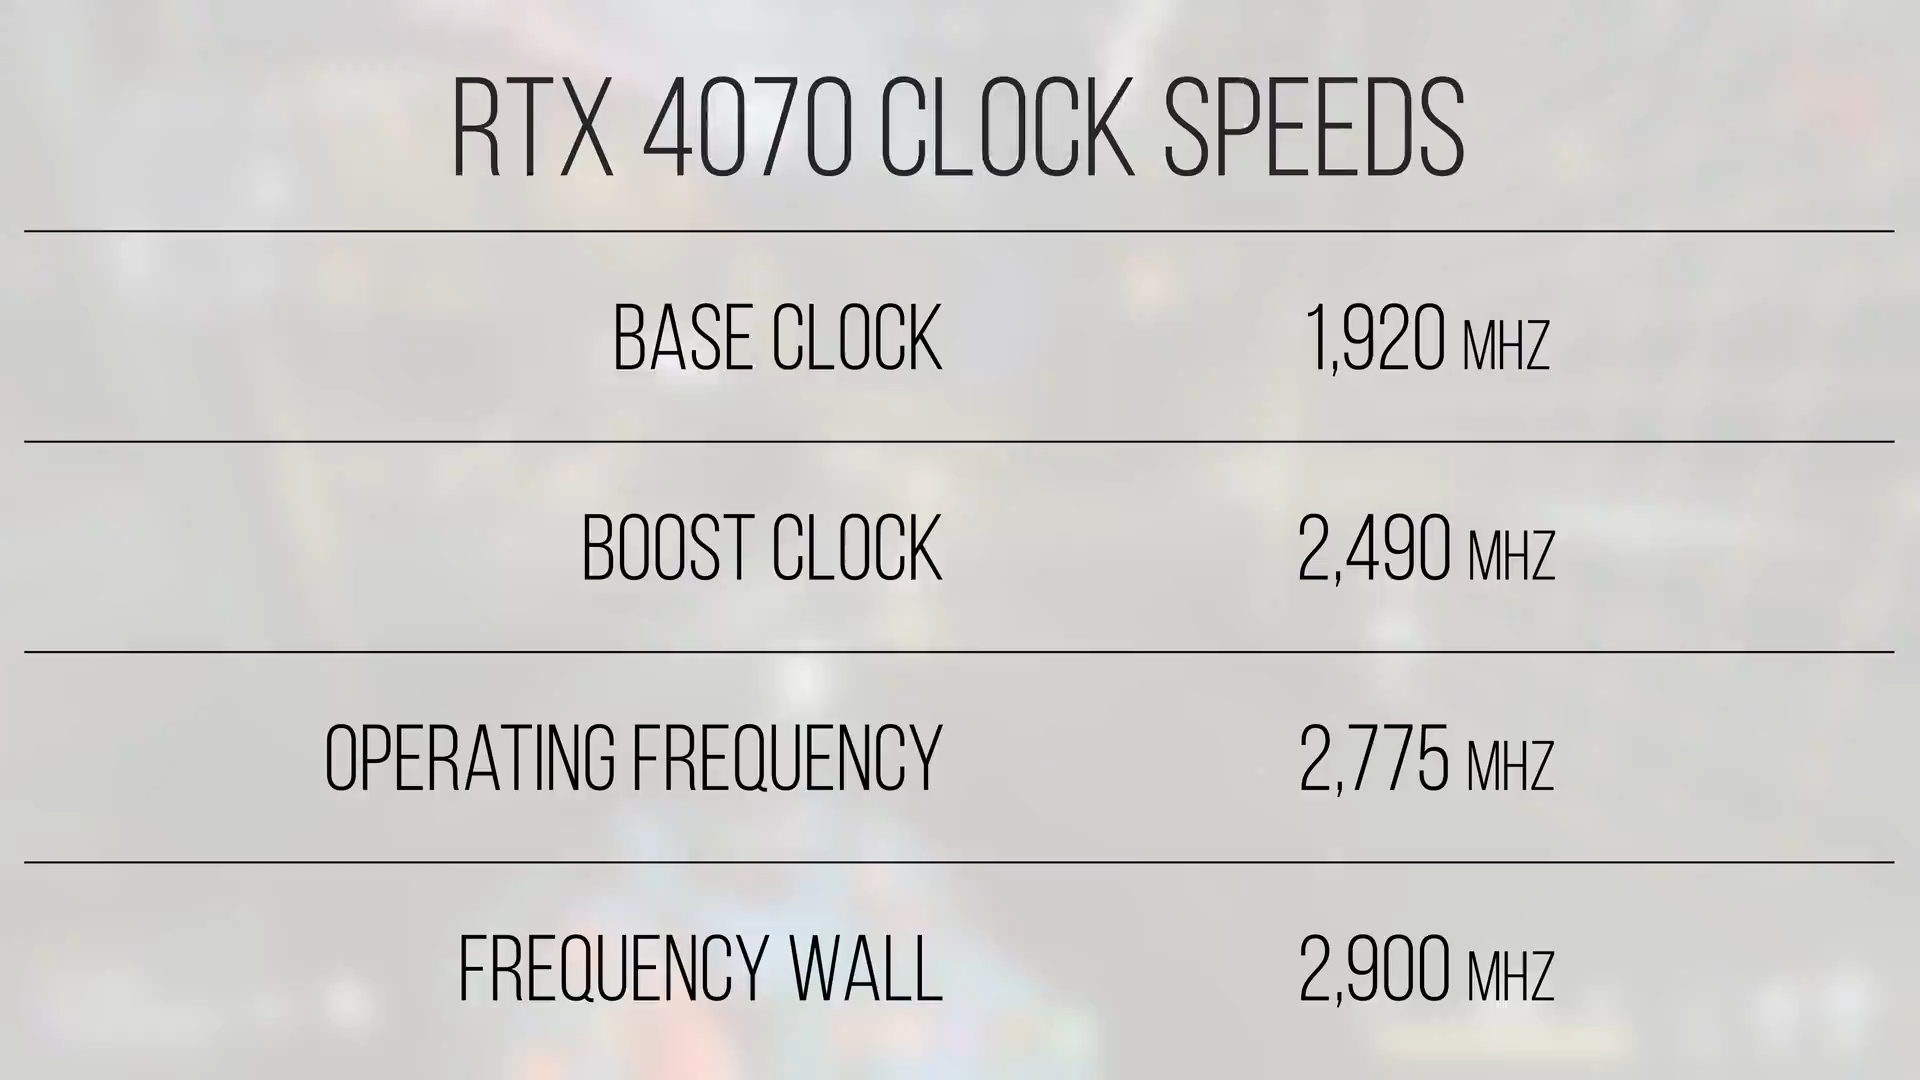 RTX 4070 CLOCK SPEEDS
BASE CLOCK 1,920 MHZ
BOOST CLOCK 2,490 MHZ
OPERATING FREQUENCY 2,775 MHZ
FREQUENCY WALL 2,900 MHZ